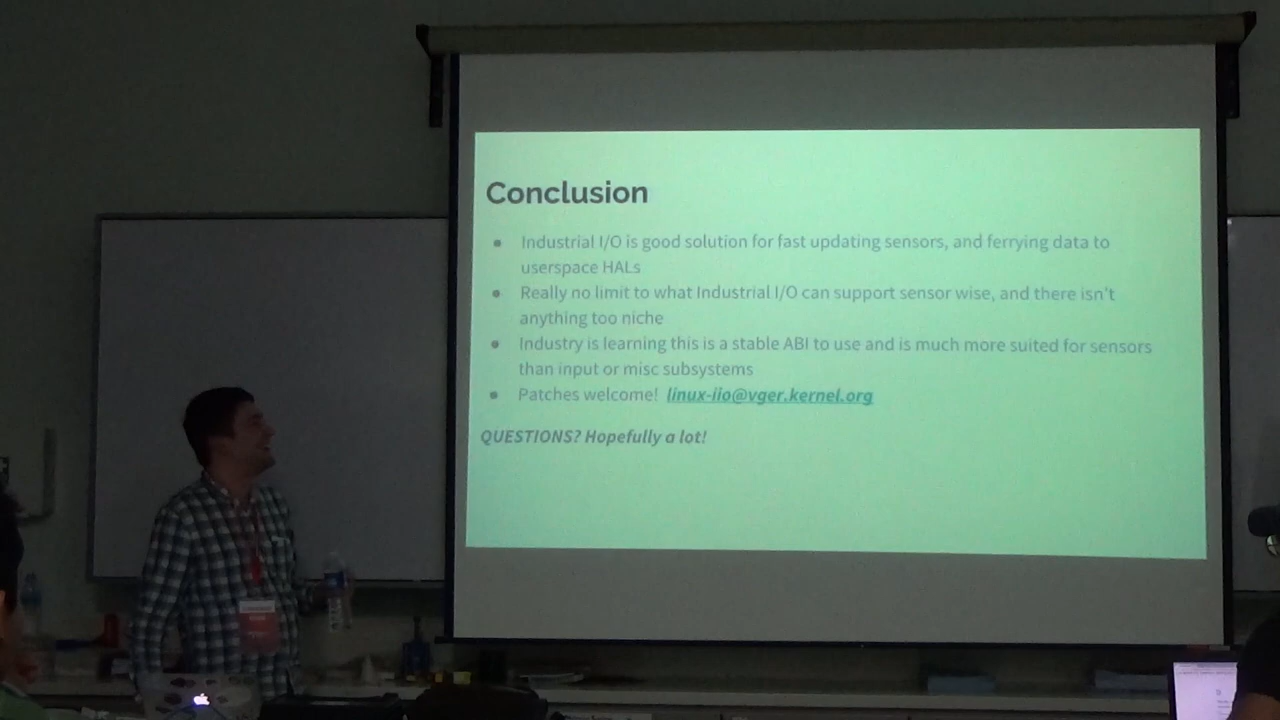 Conclusion
Industrial I/O is good solution for fast updating sensors, and ferrying data to
userspace HALs
Really no limit to what Industrial I/O can support sensor wise, and there isn't
anything too niche
Industry is learning this is a stable ABI to use and is much more suited for sensors
than input or misc subsystems
Patches welcome! linux-iio@vger.kernel.org
QUESTIONS? Hopefully a lot!